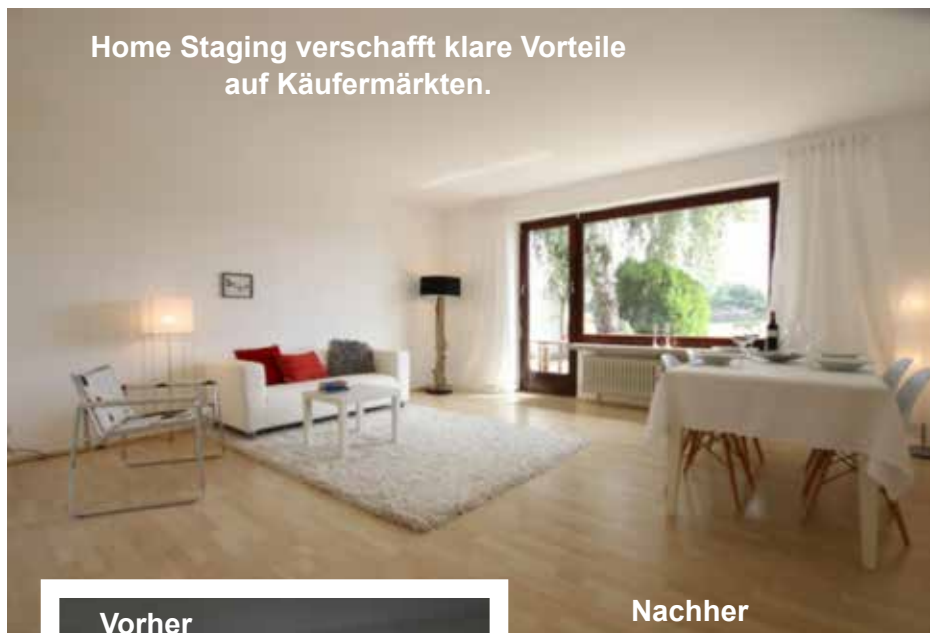 Home Staging verschafft klare Vorteile
auf Käufermärkten.
Vorher
Nachher